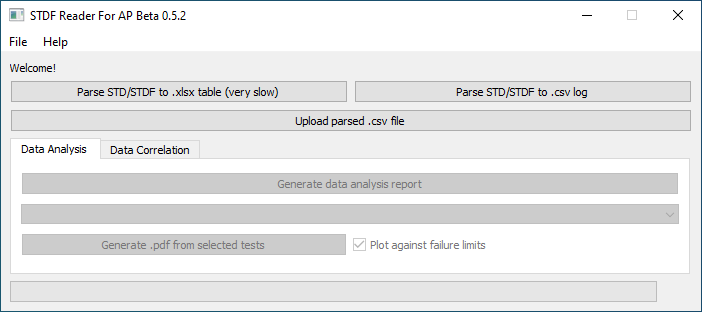 STDF Reader For AP Beta 0.5.2
File Help
Welcome!
Parse STD/STDF to .xlsx table (very slow) Parse STD/STDF to .csv log
Upload parsed .csv file
Data Analysis Data Correlation
Generate data analysis report
Generate .pdf from selected tests Plot against failure limits